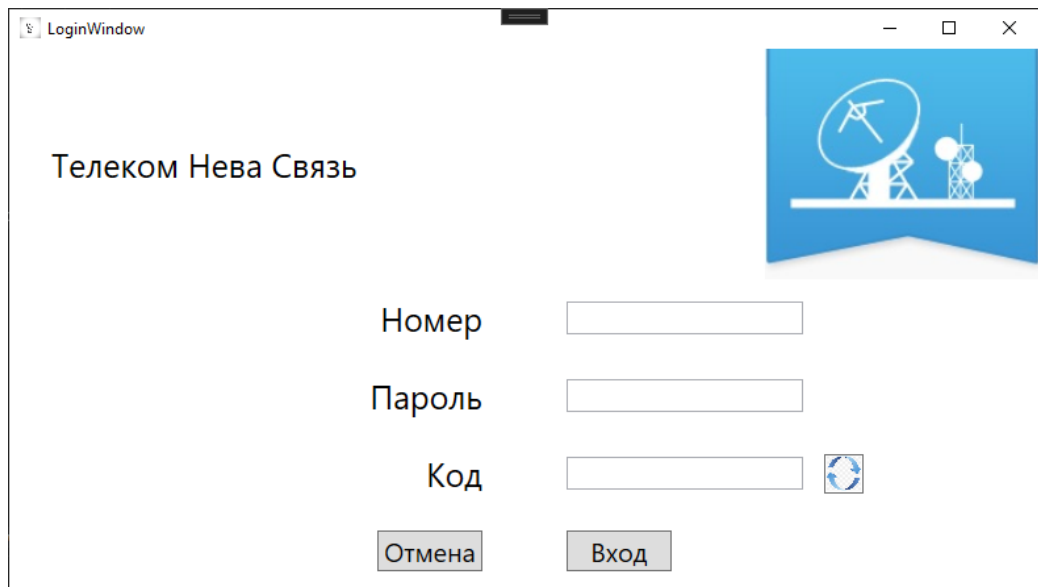 LoginWindow
Телеком Нева Связь
Номер
Пароль
Код
Отмена
Вход